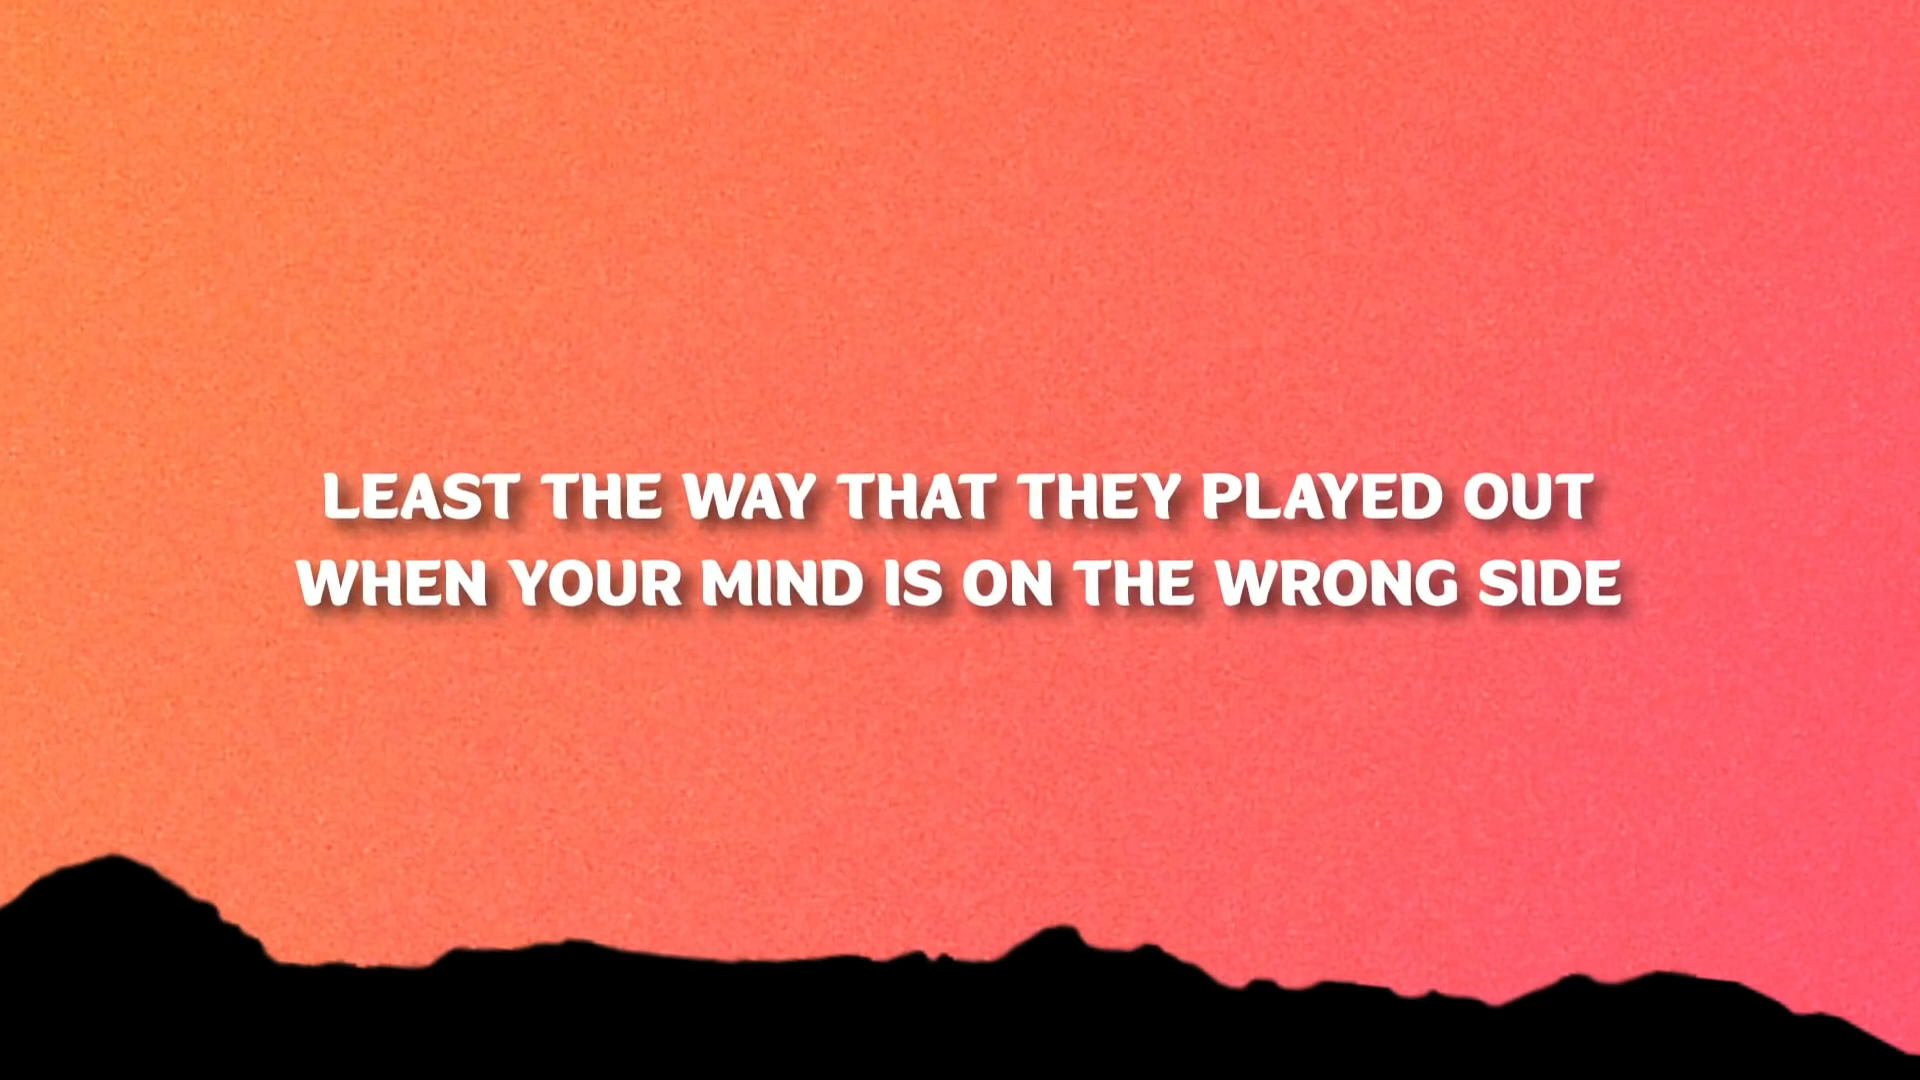 LEAST THE WAY THAT THEY PLAYED OUT
WHEN YOUR MIND IS ON THE WRONG SIDE